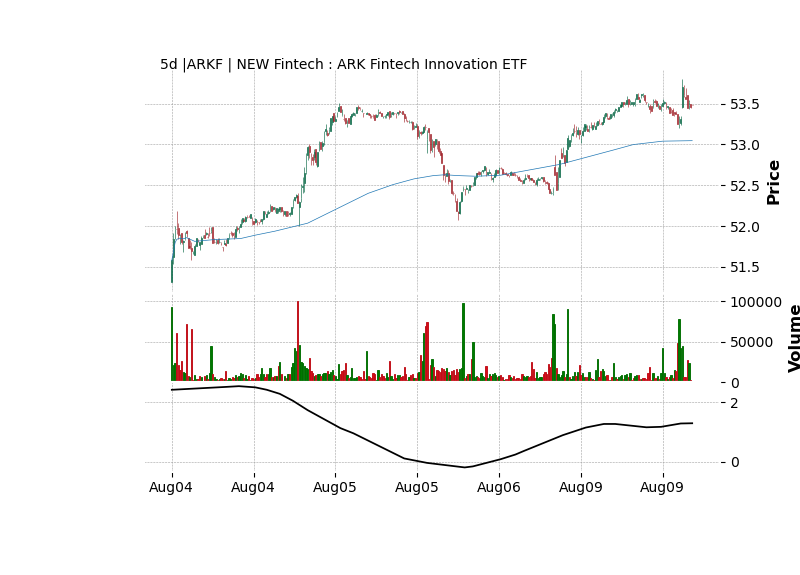 5d |ARKF | NEW Fintech : ARK Fintech Innovation ETF
53.5
53.0
52.5
52.0
51.5
Price
100000
50000
0
Volume
2
0
Aug04 Aug04 Aug05 Aug05 Aug06 Aug09 Aug09